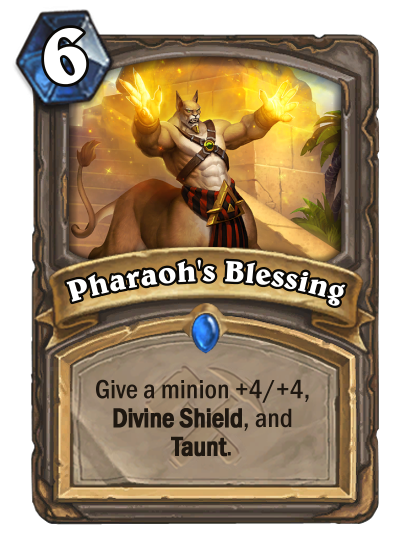 6
Pharaoh's Blessing
Give a minion +4/+4,
Divine Shield, and
Taunt.